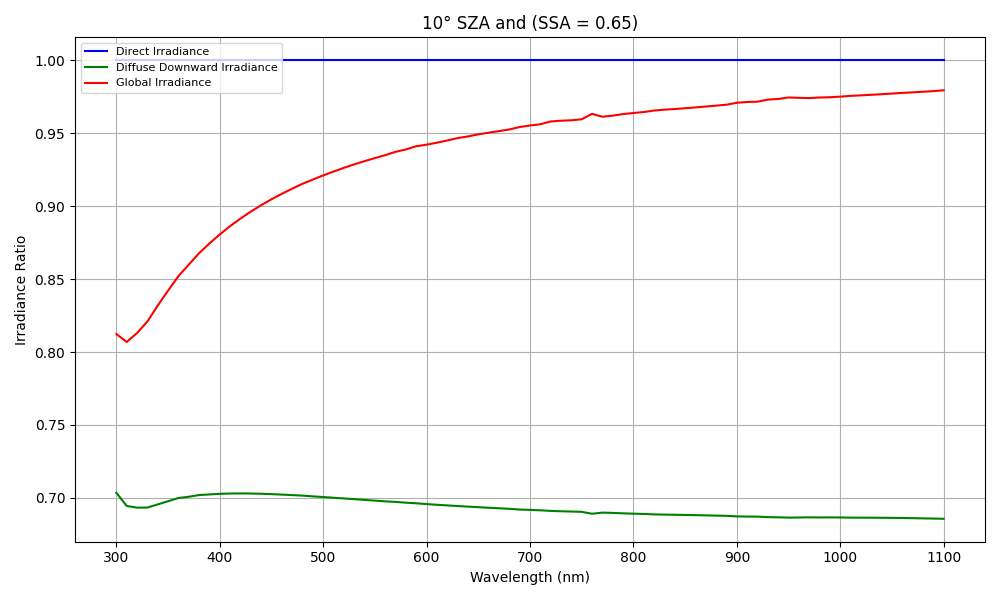 10° SZA and (SSA = 0.65)
Direct Irradiance
Diffuse Downward Irradiance
Global Irradiance
Irradiance Ratio
1.00
0.95
0.90
0.85
0.80
0.75
0.70
300 400 500 600 700 800 900 1000 1100
Wavelength (nm)